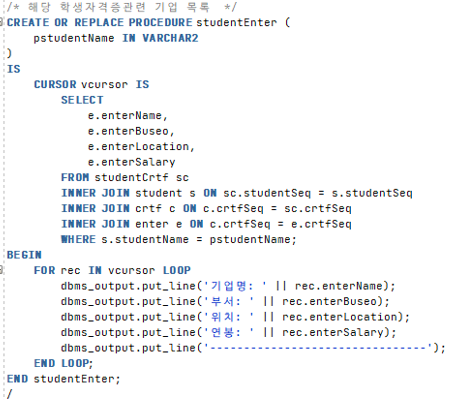 /* 해당 학생자격증관련 기업 목록 */
CREATE OR REPLACE PROCEDURE studentEnter (
    pstudentName IN VARCHAR2
)
IS
    CURSOR vcursor IS
        SELECT
            e.enterName,
            e.enterBuseo,
            e.enterLocation,
            e.enterSalary
        FROM studentCrtf sc
        INNER JOIN student s ON sc.studentSeq = s.studentSeq
        INNER JOIN crtf c ON c.crtfSeq = sc.crtfSeq
        INNER JOIN enter e ON c.crtfSeq = e.crtfSeq
        WHERE s.studentName = pstudentName;
BEGIN
    FOR rec IN vcursor LOOP
        dbms_output.put_line('기업명: ' || rec.enterName);
        dbms_output.put_line('부서: ' || rec.enterBuseo);
        dbms_output.put_line('위치: ' || rec.enterLocation);
        dbms_output.put_line('연봉: ' || rec.enterSalary);
        dbms_output.put_line('--------------------------------');
    END LOOP;
END studentEnter;
/